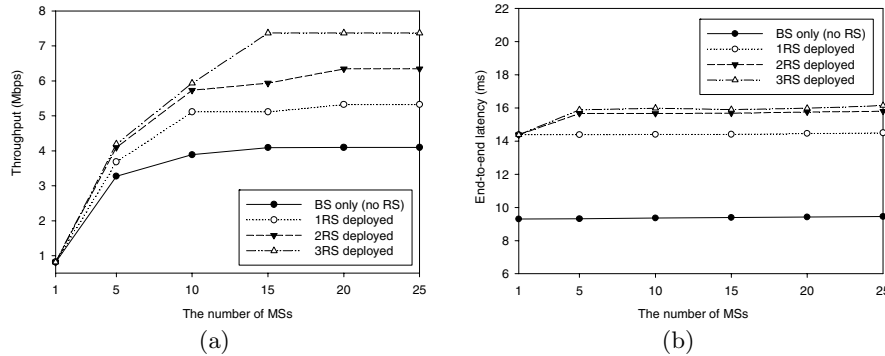 8
7
6
5
4
3
2
1
Throughput (Mbps)
BS only (no RS)
1RS deployed
2RS deployed
3RS deployed
1 5 10 15 20 25
The number of MSs
(a)
22
20
18
16
14
12
10
8
6
End-to-end latency (ms)
BS only (no RS)
1RS deployed
2RS deployed
3RS deployed
1 5 10 15 20 25
The number of MSs
(b)